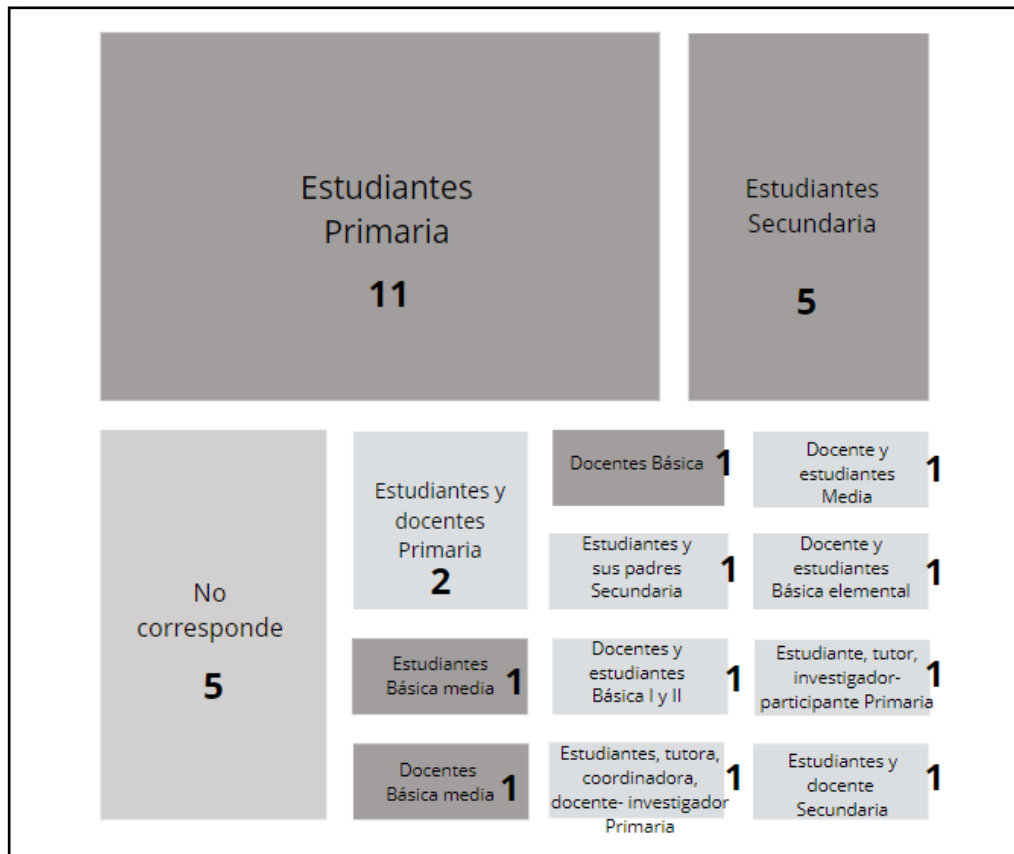 Estudiantes
Primaria
11
Estudiantes
Secundaria
5
No
corresponde
5
Estudiantes y
docentes
Primaria
2
Docentes Básica 1
Docente y
estudiantes
Media
1
Estudiantes y
sus padres
Secundaria
1
Docente y
estudiantes
Básica elemental
1
Estudiantes
Básica media
1
Docentes y
estudiantes
Básica I y II
1
Estudiante, tutor,
investigador-
participante Primaria
1
Docentes
Básica media
1
Estudiantes, tutora,
coordinadora,
docente- investigador
Primaria
1
Estudiantes y
docente
Secundaria
1